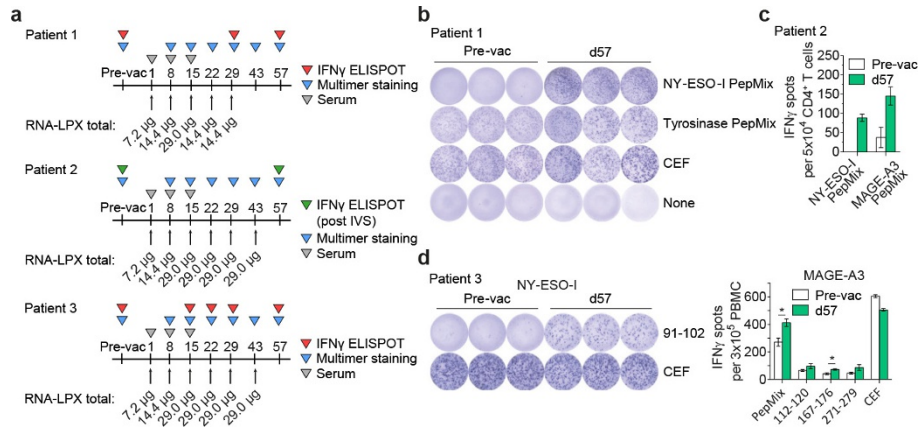 a
Patient 1
Pre-vac 1 8 15 22 29 43 57
RNA-LPX total:
7.2 µg
14.4 µg
29.0 µg
14.4 µg
14.4 µg
IFNγ ELISPOT
Multimer staining
Serum
Patient 2
Pre-vac 1 8 15 22 29 43 57
RNA-LPX total:
7.2 µg
14.4 µg
29.0 µg
29.0 µg
29.0 µg
29.0 µg
IFNγ ELISPOT
(post IVS)
Multimer staining
Serum
Patient 3
Pre-vac 1 8 15 22 29 43 57
RNA-LPX total:
7.2 µg
14.4 µg
29.0 µg
29.0 µg
29.0 µg
29.0 µg
IFNγ ELISPOT
Multimer staining
Serum
b
Patient 1
Pre-vac d57
NY-ESO-I PepMix
Tyrosinase PepMix
CEF
None
c
Patient 2
IFNγ spots
per 5x10⁴ CD4⁺ T cells
250
200
150
100
50
0
Pre-vac
d57
NY-ESO-I
PepMix
MAGE-A3
PepMix
d
Patient 3
NY-ESO-I
Pre-vac d57
91-102
CEF
MAGE-A3
IFNγ spots
per 3x10⁵ PBMC
600
400
200
0
Pre-vac
d57
*
*
PepMix
112-120
167-176
271-279
CEF